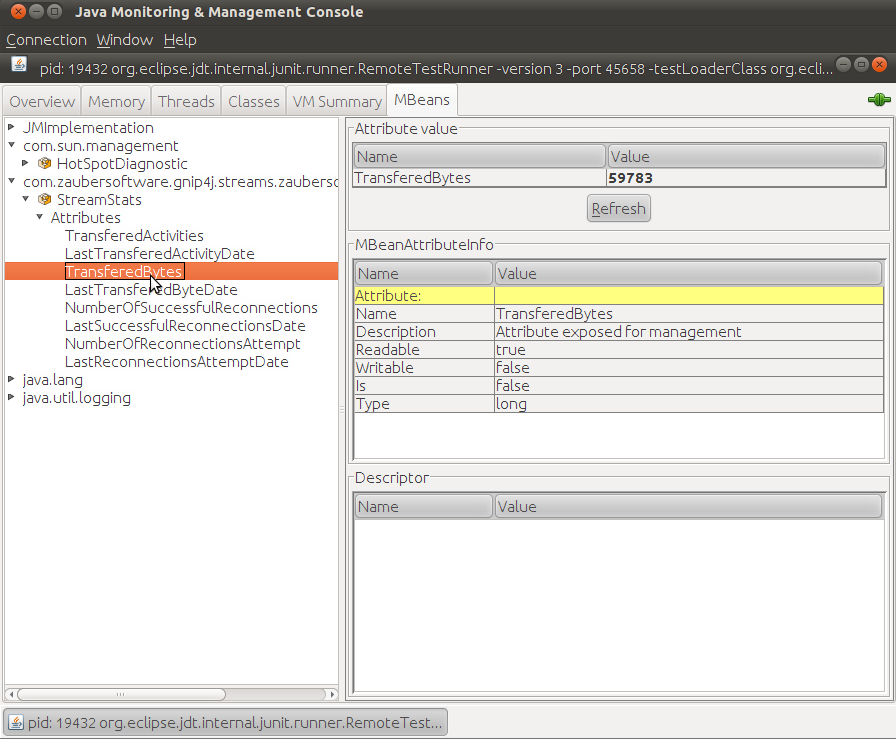 Java Monitoring & Management Console
Connection Window Help
pid: 19432 org.eclipse.jdt.internal.junit.runner.RemoteTestRunner -version 3 -port 45658 -testLoaderClass org.ecli...
Overview Memory Threads Classes VM Summary MBeans
JMImplementation
com.sun.management
HotSpotDiagnostic
com.zaubersoftware.gnip4j.streams.zaubersc
StreamStats
Attributes
TransferedActivities
LastTransferedActivityDate
TransferedBytes
LastTransferedByteDate
NumberOfSuccessfulReconnections
LastSuccessfulReconnectionsDate
NumberOfReconnectionsAttempt
LastReconnectionsAttemptDate
java.lang
java.util.logging
Attribute value
Name Value
TransferedBytes 59783
Refresh
MBeanAttributeInfo
Name Value
Attribute:
Name TransferedBytes
Description Attribute exposed for management
Readable true
Writable false
Is false
Type long
Descriptor
Name Value
pid: 19432 org.eclipse.jdt.internal.junit.runner.RemoteTest...